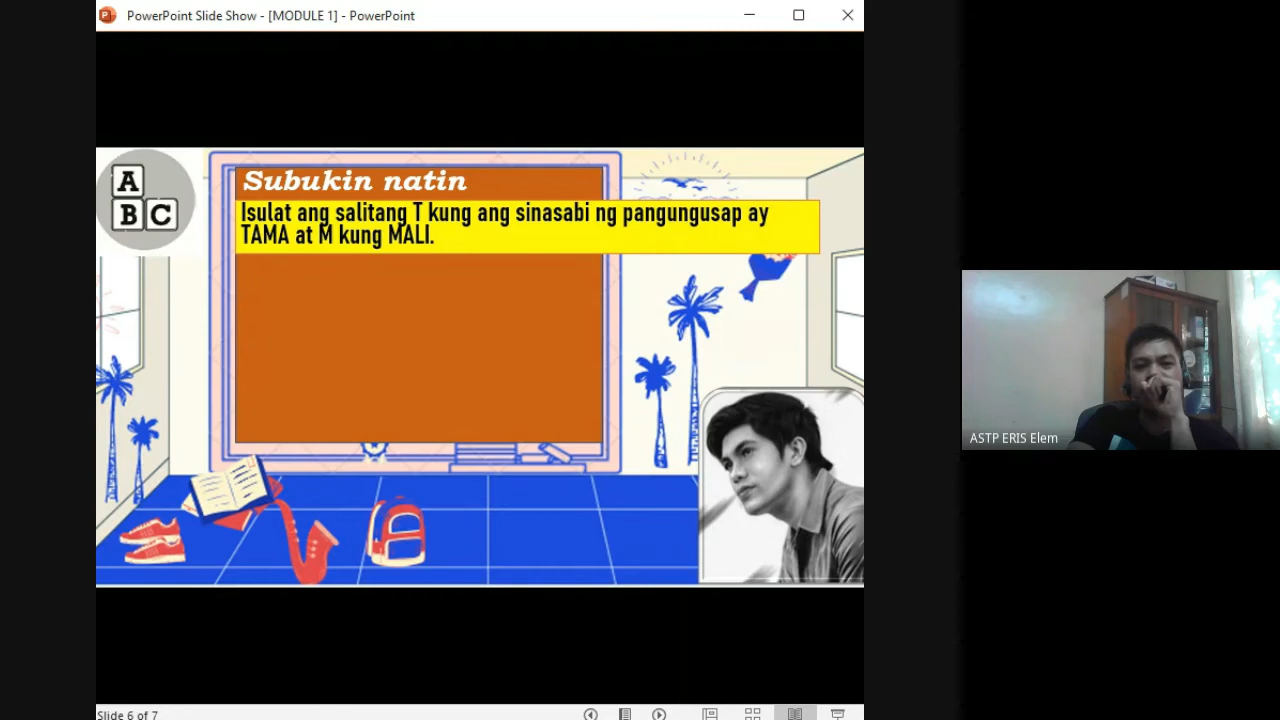 PowerPoint Slide Show - [MODULE 1] - PowerPoint
A
B C
Subukin natin
Isulat ang salitang T kung ang sinasabi ng pangungusap ay
TAMA at M kung MALI.
ASTP ERIS Elem
Slide 6 of 7